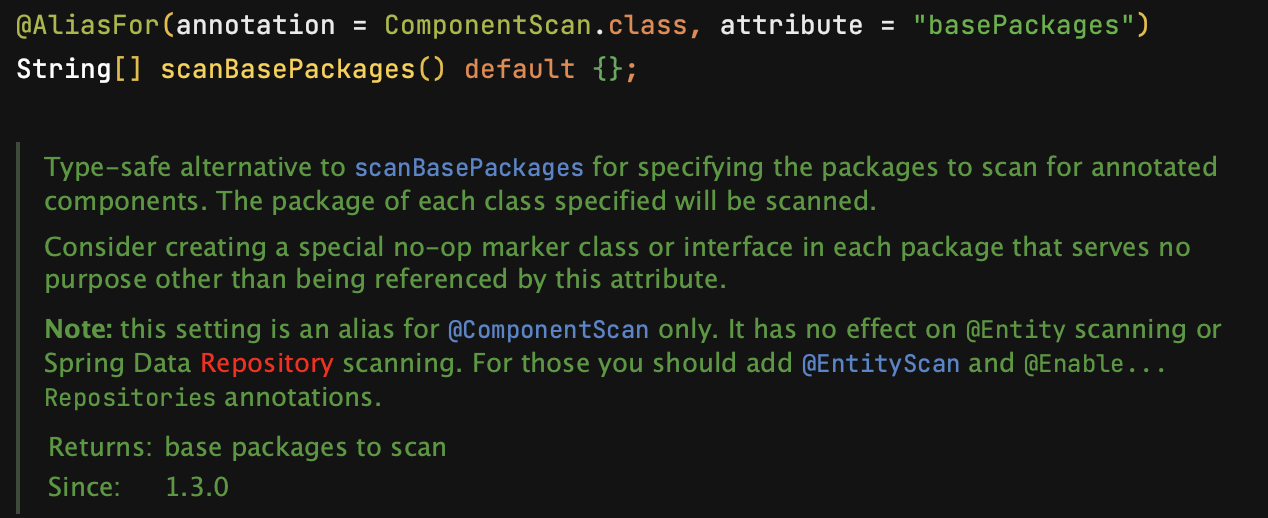 @AliasFor(annotation = ComponentScan.class, attribute = "basePackages")
String[] scanBasePackages() default {};
Type-safe alternative to scanBasePackages for specifying the packages to scan for annotated
components. The package of each class specified will be scanned.
Consider creating a special no-op marker class or interface in each package that serves no
purpose other than being referenced by this attribute.
Note: this setting is an alias for @ComponentScan only. It has no effect on @Entity scanning or
Spring Data Repository scanning. For those you should add @EntityScan and @Enable...
Repositories annotations.
Returns: base packages to scan
Since: 1.3.0